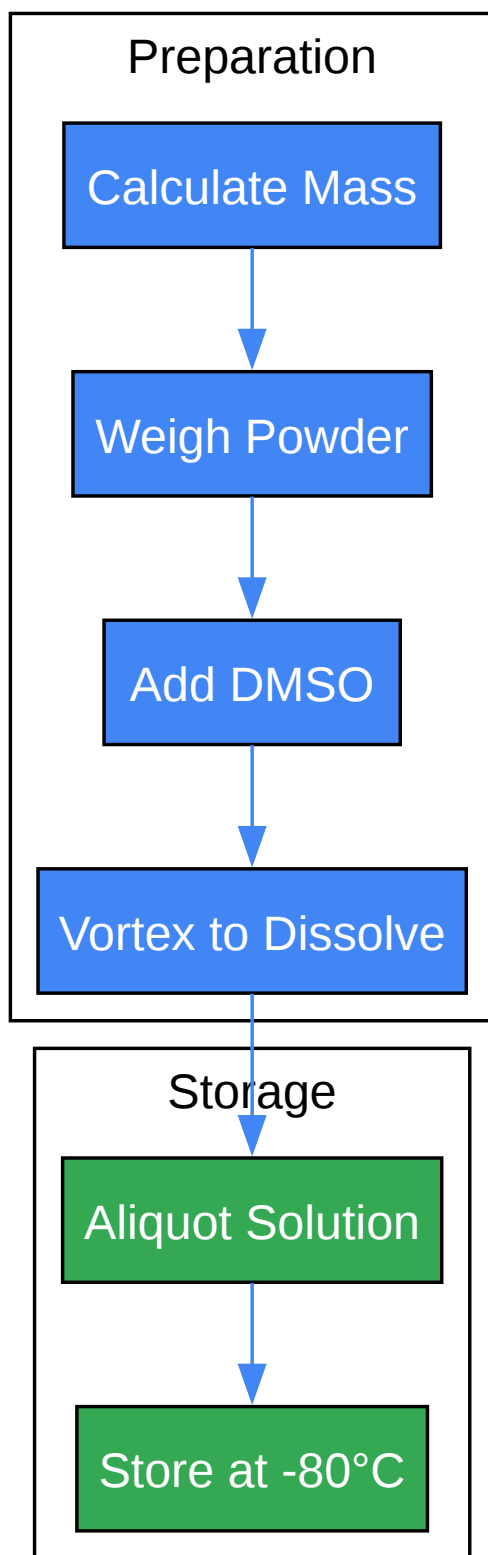 Preparation
Calculate Mass
Weigh Powder
Add DMSO
Vortex to Dissolve
Storage
Aliquot Solution
Store at -80°C